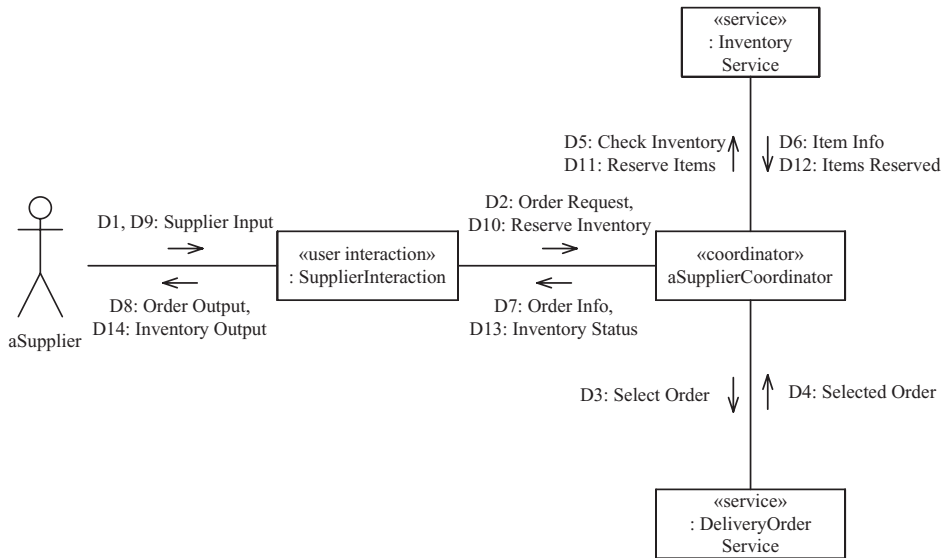 «service»
: Inventory
Service
D5: Check Inventory
D11: Reserve Items
D6: Item Info
D12: Items Reserved
D1, D9: Supplier Input
D2: Order Request,
D10: Reserve Inventory
«user interaction»
: SupplierInteraction
«coordinator»
aSupplierCoordinator
D8: Order Output,
D14: Inventory Output
D7: Order Info,
D13: Inventory Status
aSupplier
D3: Select Order
D4: Selected Order
«service»
: DeliveryOrder
Service